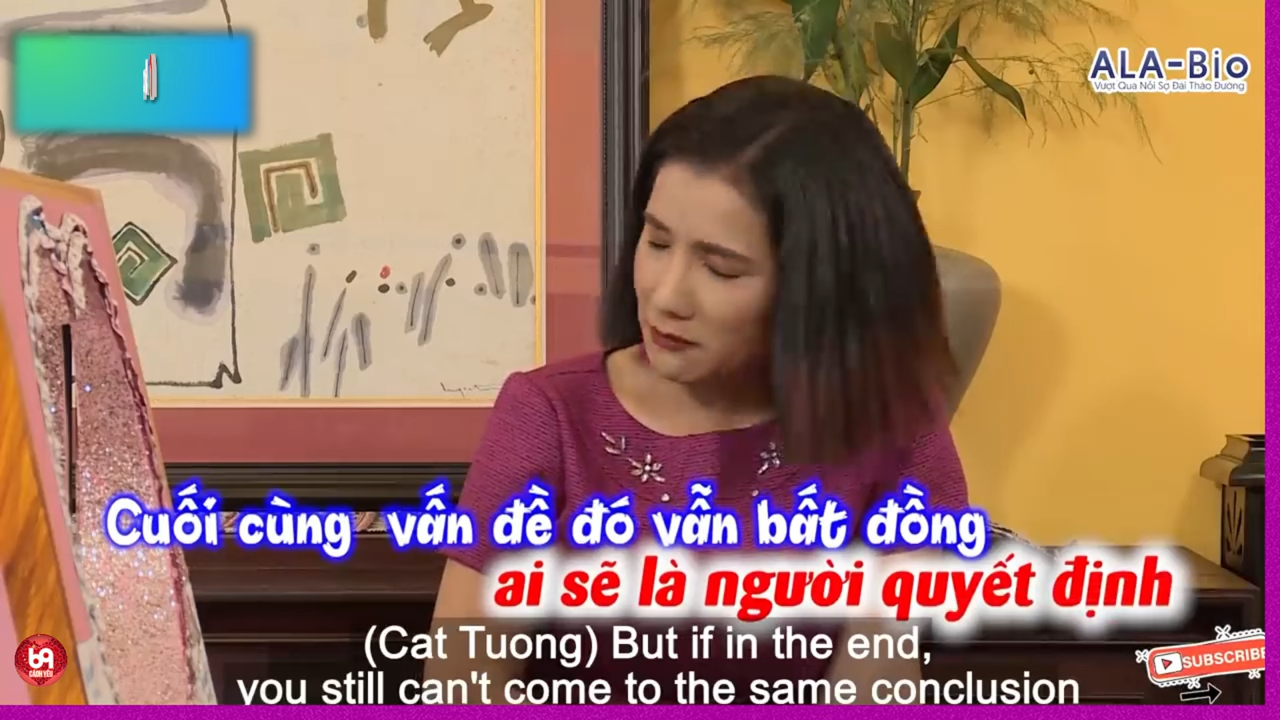 ALA-Bio
Vượt Qua Nỗi Sợ Đái Tháo Đường
Cuối cùng vấn đề đó vẫn bất đồng
ai sẽ là người quyết định
(Cat Tuong) But if in the end,
you still can't come to the same conclusion
SUBSCRIBE